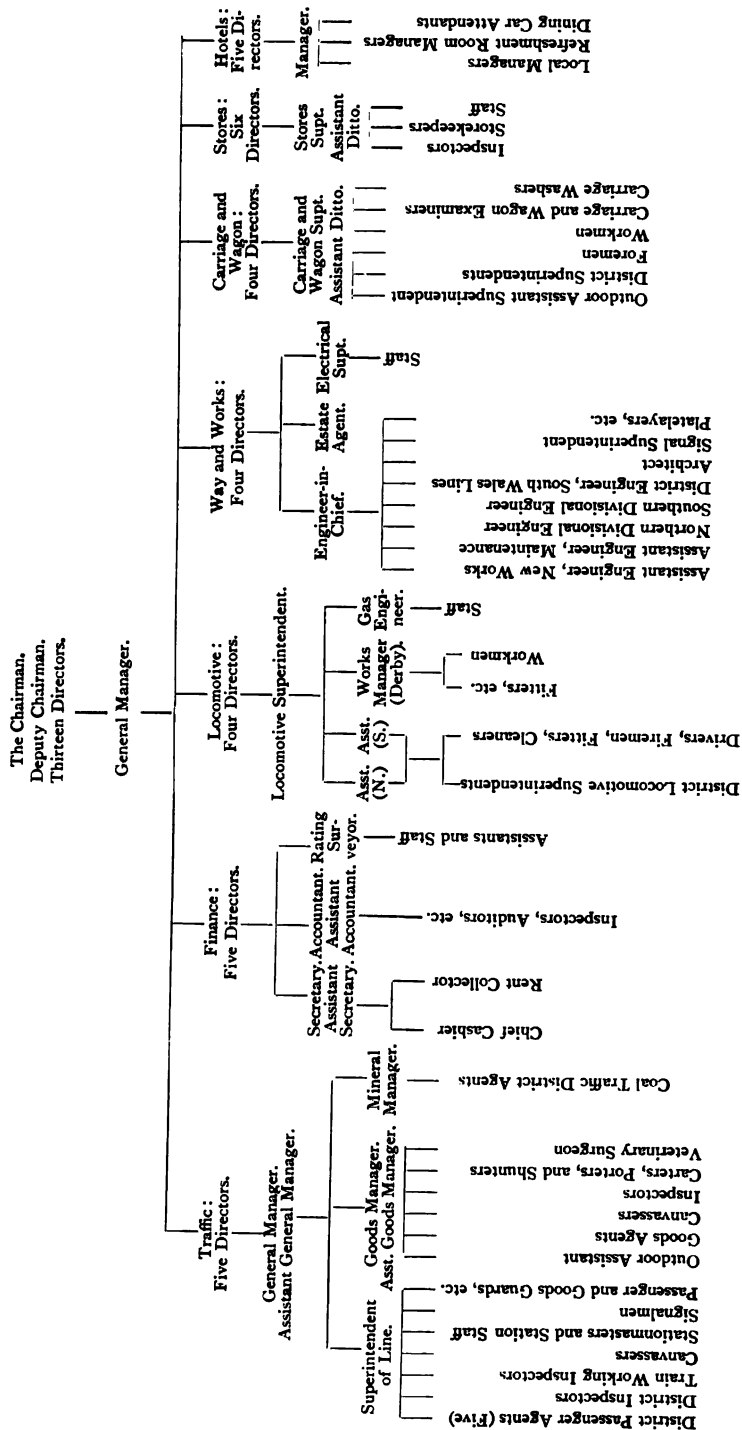 The Chairman.
Deputy Chairman.
Thirteen Directors.
General Manager.
Traffic:
Five Directors.
General Manager.
Assistant General Manager.
Superintendent
of Line.
District Passenger Agents (Five)
District Inspectors
Train Working Inspectors
Canvassers
Stationmasters and Station Staff
Signalmen
Passenger and Goods Guards, etc.
Goods Manager.
Asst. Goods Manager.
Outdoor Assistant
Goods Agents
Canvassers
Inspectors
Carters, Porters, and Shunters
Veterinary Surgeon
Mineral
Manager.
Coal Traffic District Agents
Finance:
Five Directors.
Secretary.
Assistant
Secretary.
Chief Cashier
Rent Collector
Accountant.
Assistant
Accountant.
Inspectors, Auditors, etc.
Rating
Sur-
veyor.
Assistants and Staff
Locomotive:
Four Directors.
Locomotive Superintendent.
Asst.
(N.)
Asst.
(S.)
District Locomotive Superintendents
Drivers, Firemen, Fitters, Cleaners
Works
Manager
(Derby).
Fitters, etc.
Workmen
Gas
Engi-
neer.
Staff
Way and Works:
Four Directors.
Engineer-in-
Chief.
Assistant Engineer, New Works
Assistant Engineer, Maintenance
Northern Divisional Engineer
Southern Divisional Engineer
District Engineer, South Wales Lines
Architect
Signal Superintendent
Platelayers, etc.
Estate
Agent.
Electrical
Supt.
Staff
Carriage and
Wagon:
Four Directors.
Carriage and
Wagon Supt.
Assistant Ditto.
Outdoor Assistant Superintendent
District Superintendents
Foremen
Workmen
Carriage and Wagon Examiners
Carriage Washers
Stores:
Six
Directors.
Stores
Supt.
Assistant
Ditto.
Inspectors
Storekeepers
Staff
Hotels:
Five Di-
rectors.
Manager.
Local Managers
Refreshment Room Managers
Dining Car Attendants